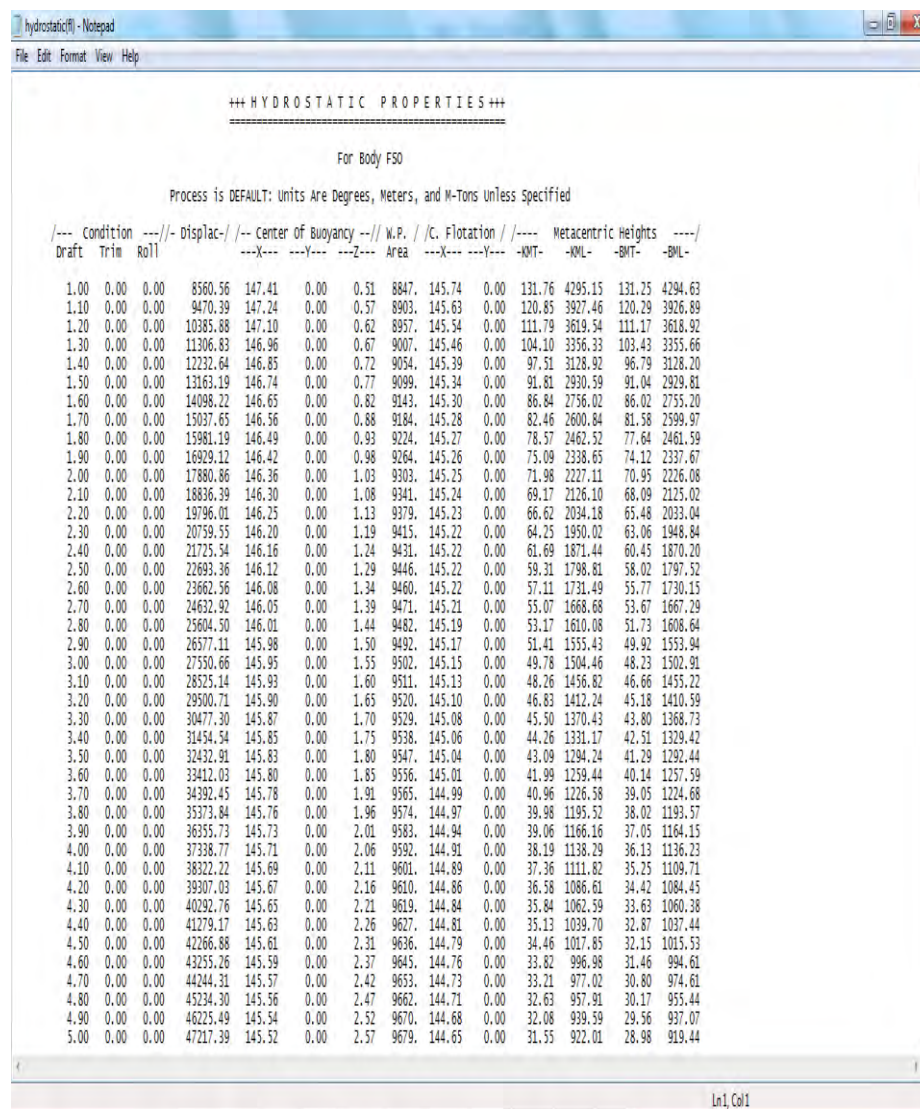 hydrostatic(fl) - Notepad
File Edit Format View Help
+++ H Y D R O S T A T I C P R O P E R T I E S +++
==================================================
For Body FSO
Process is DEFAULT: Units Are Degrees, Meters, and M-Tons Unless Specified
/--- Condition ---//- Displac-/ /-- Center Of Buoyancy --// W.P. / /C. Flotation / /---- Metacentric Heights ----/
Draft Trim Roll ---X--- ---Y--- ---Z--- Area ---X--- ---Y--- -KMT- -KML- -BMT- -BML-
1.00 0.00 0.00 8560.56 147.41 0.00 0.51 8847. 145.74 0.00 131.76 4295.15 131.25 4294.63
1.10 0.00 0.00 9470.39 147.24 0.00 0.57 8903. 145.63 0.00 120.85 3927.46 120.29 3926.89
1.20 0.00 0.00 10385.88 147.10 0.00 0.62 8957. 145.54 0.00 111.79 3619.54 111.17 3618.92
1.30 0.00 0.00 11306.83 146.96 0.00 0.67 9007. 145.46 0.00 104.10 3356.33 103.43 3355.66
1.40 0.00 0.00 12232.64 146.85 0.00 0.72 9054. 145.39 0.00 97.51 3128.92 96.79 3128.20
1.50 0.00 0.00 13163.19 146.74 0.00 0.77 9099. 145.34 0.00 91.81 2930.59 91.04 2929.81
1.60 0.00 0.00 14098.22 146.65 0.00 0.82 9143. 145.30 0.00 86.84 2756.02 86.02 2755.20
1.70 0.00 0.00 15037.65 146.56 0.00 0.88 9184. 145.28 0.00 82.46 2600.84 81.58 2599.97
1.80 0.00 0.00 15981.19 146.49 0.00 0.93 9224. 145.27 0.00 78.57 2462.52 77.64 2461.59
1.90 0.00 0.00 16929.12 146.42 0.00 0.98 9264. 145.26 0.00 75.09 2338.65 74.12 2337.67
2.00 0.00 0.00 17880.86 146.36 0.00 1.03 9303. 145.25 0.00 71.98 2227.11 70.95 2226.08
2.10 0.00 0.00 18836.39 146.30 0.00 1.08 9341. 145.24 0.00 69.17 2126.10 68.09 2125.02
2.20 0.00 0.00 19796.01 146.25 0.00 1.13 9379. 145.23 0.00 66.62 2034.18 65.48 2033.04
2.30 0.00 0.00 20759.55 146.20 0.00 1.19 9415. 145.22 0.00 64.25 1950.02 63.06 1948.84
2.40 0.00 0.00 21725.54 146.16 0.00 1.24 9431. 145.22 0.00 61.69 1871.44 60.45 1870.20
2.50 0.00 0.00 22693.36 146.12 0.00 1.29 9446. 145.22 0.00 59.31 1798.81 58.02 1797.52
2.60 0.00 0.00 23662.56 146.08 0.00 1.34 9460. 145.22 0.00 57.11 1731.49 55.77 1730.15
2.70 0.00 0.00 24632.92 146.05 0.00 1.39 9471. 145.21 0.00 55.07 1668.68 53.67 1667.29
2.80 0.00 0.00 25604.50 146.01 0.00 1.44 9482. 145.19 0.00 53.17 1610.08 51.73 1608.64
2.90 0.00 0.00 26577.11 145.98 0.00 1.50 9492. 145.17 0.00 51.41 1555.43 49.92 1553.94
3.00 0.00 0.00 27550.66 145.95 0.00 1.55 9502. 145.15 0.00 49.78 1504.46 48.23 1502.91
3.10 0.00 0.00 28525.14 145.93 0.00 1.60 9511. 145.13 0.00 48.26 1456.82 46.66 1455.22
3.20 0.00 0.00 29500.71 145.90 0.00 1.65 9520. 145.10 0.00 46.83 1412.24 45.18 1410.59
3.30 0.00 0.00 30477.30 145.87 0.00 1.70 9529. 145.08 0.00 45.50 1370.43 43.80 1368.73
3.40 0.00 0.00 31454.54 145.85 0.00 1.75 9538. 145.06 0.00 44.26 1331.17 42.51 1329.42
3.50 0.00 0.00 32432.91 145.83 0.00 1.80 9547. 145.04 0.00 43.09 1294.24 41.29 1292.44
3.60 0.00 0.00 33412.03 145.80 0.00 1.85 9556. 145.01 0.00 41.99 1259.44 40.14 1257.59
3.70 0.00 0.00 34392.45 145.78 0.00 1.91 9565. 144.99 0.00 40.96 1226.58 39.05 1224.68
3.80 0.00 0.00 35373.84 145.76 0.00 1.96 9574. 144.97 0.00 39.98 1195.52 38.02 1193.57
3.90 0.00 0.00 36355.73 145.73 0.00 2.01 9583. 144.94 0.00 39.06 1166.16 37.05 1164.15
4.00 0.00 0.00 37338.77 145.71 0.00 2.06 9592. 144.91 0.00 38.19 1138.29 36.13 1136.23
4.10 0.00 0.00 38322.22 145.69 0.00 2.11 9601. 144.89 0.00 37.36 1111.82 35.25 1109.71
4.20 0.00 0.00 39307.03 145.67 0.00 2.16 9610. 144.86 0.00 36.58 1086.61 34.42 1084.45
4.30 0.00 0.00 40292.76 145.65 0.00 2.21 9619. 144.84 0.00 35.84 1062.59 33.63 1060.38
4.40 0.00 0.00 41279.17 145.63 0.00 2.26 9627. 144.81 0.00 35.13 1039.70 32.87 1037.44
4.50 0.00 0.00 42266.88 145.61 0.00 2.31 9636. 144.79 0.00 34.46 1017.85 32.15 1015.53
4.60 0.00 0.00 43255.26 145.59 0.00 2.37 9645. 144.76 0.00 33.82 996.98 31.46 994.61
4.70 0.00 0.00 44244.31 145.57 0.00 2.42 9653. 144.73 0.00 33.21 977.02 30.80 974.61
4.80 0.00 0.00 45234.30 145.56 0.00 2.47 9662. 144.71 0.00 32.63 957.91 30.17 955.44
4.90 0.00 0.00 46225.49 145.54 0.00 2.52 9670. 144.68 0.00 32.08 939.59 29.56 937.07
5.00 0.00 0.00 47217.39 145.52 0.00 2.57 9679. 144.65 0.00 31.55 922.01 28.98 919.44
Ln1, Col1